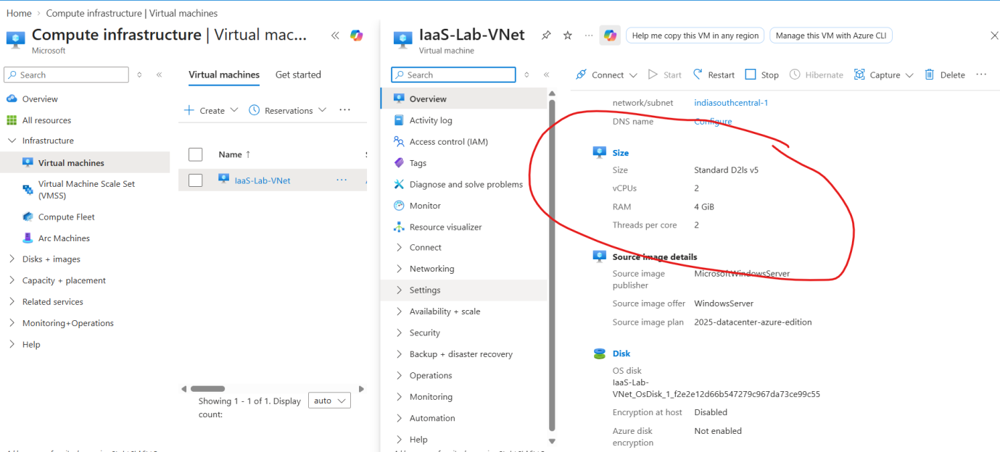 Home > Compute infrastructure | Virtual machines
Compute infrastructure | Virtual mac...
Microsoft
Search
Overview
All resources
Infrastructure
Virtual machines
Virtual Machine Scale Set
(VMSS)
Compute Fleet
Arc Machines
Disks + images
Capacity + placement
Related services
Monitoring+Operations
Help
Virtual machines Get started
Create Reservations ...
Name ↑
IaaS-Lab-VNet ...
Showing 1 - 1 of 1. Display
count:
auto
IaaS-Lab-VNet ...
Virtual machine
Help me copy this VM in any region
Manage this VM with Azure CLI
Search
Overview
Activity log
Access control (IAM)
Tags
Diagnose and solve problems
Monitor
Resource visualizer
Connect
Networking
Settings
Availability + scale
Security
Backup + disaster recovery
Operations
Monitoring
Automation
Help
Connect Start Restart Stop Hibernate Capture Delete ...
network/subnet indiasouthcentral-1
DNS name Configure
Size
Size Standard D2ls v5
vCPUs 2
RAM 4 GiB
Threads per core 2
Source image details
Source image
publisher
MicrosoftWindowsServer
Source image offer WindowsServer
Source image plan 2025-datacenter-azure-edition
Disk
OS disk
IaaS-Lab-
VNet_OsDisk_1_f2e2e12d66b547279c967da73ce99c55
Encryption at host Disabled
Azure disk
encryption
Not enabled